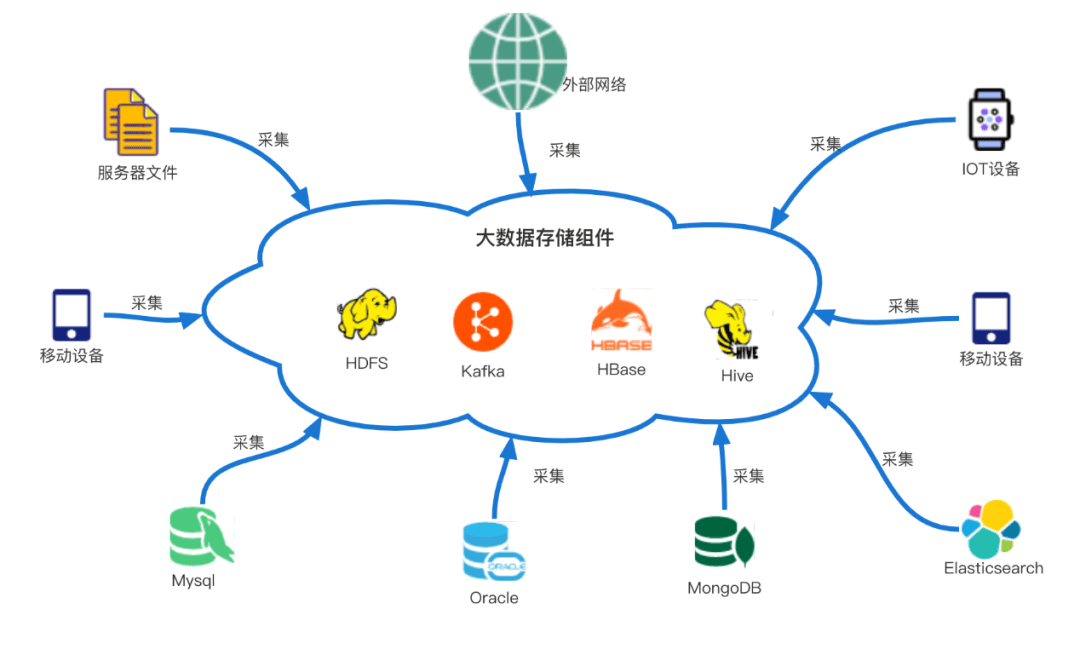 外部网络
采集
服务器文件
采集
采集
IOT设备
大数据存储组件
采集
移动设备
HDFS
Kafka
HBASE
HBase
HIVE
Hive
采集
移动设备
采集
Mysql
采集
ORACLE
Oracle
采集
MongoDB
采集
Elasticsearch